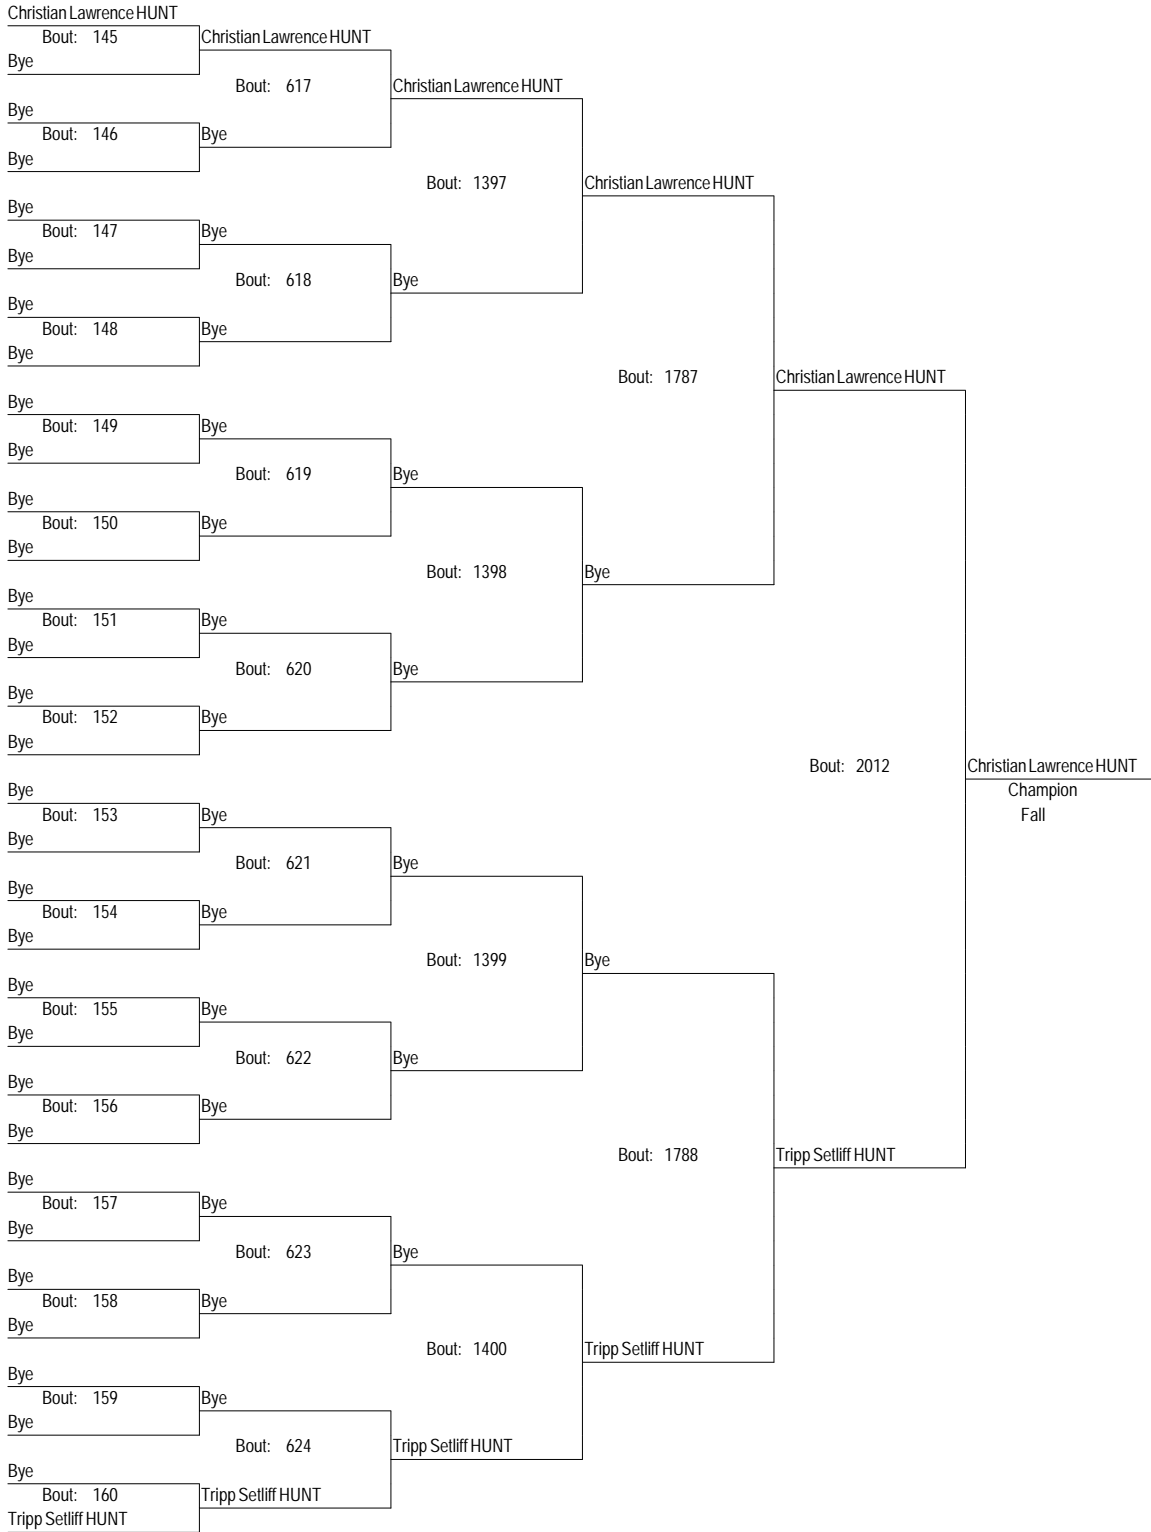 Christian Lawrence HUNT
Bout: 145
Christian Lawrence HUNT
Bye
Bout: 617
Christian Lawrence HUNT
Bye
Bout: 146
Bye
Bye
Bout: 1397
Christian Lawrence HUNT
Bye
Bout: 147
Bye
Bye
Bout: 618
Bye
Bye
Bout: 148
Bye
Bye
Bout: 1787
Christian Lawrence HUNT
Bye
Bout: 149
Bye
Bye
Bout: 619
Bye
Bye
Bout: 150
Bye
Bye
Bout: 1398
Bye
Bye
Bout: 151
Bye
Bye
Bout: 620
Bye
Bye
Bout: 152
Bye
Bye
Bout: 2012
Christian Lawrence HUNT
Champion
Fall
Bye
Bout: 153
Bye
Bye
Bout: 621
Bye
Bye
Bout: 154
Bye
Bye
Bout: 1399
Bye
Bye
Bout: 155
Bye
Bye
Bout: 622
Bye
Bye
Bout: 156
Bye
Bye
Bout: 1788
Tripp Setliff HUNT
Bye
Bout: 157
Bye
Bye
Bout: 623
Bye
Bye
Bout: 158
Bye
Bye
Bout: 1400
Tripp Setliff HUNT
Bye
Bout: 159
Bye
Bye
Bout: 624
Tripp Setliff HUNT
Bye
Bout: 160
Tripp Setliff HUNT
Tripp Setliff HUNT